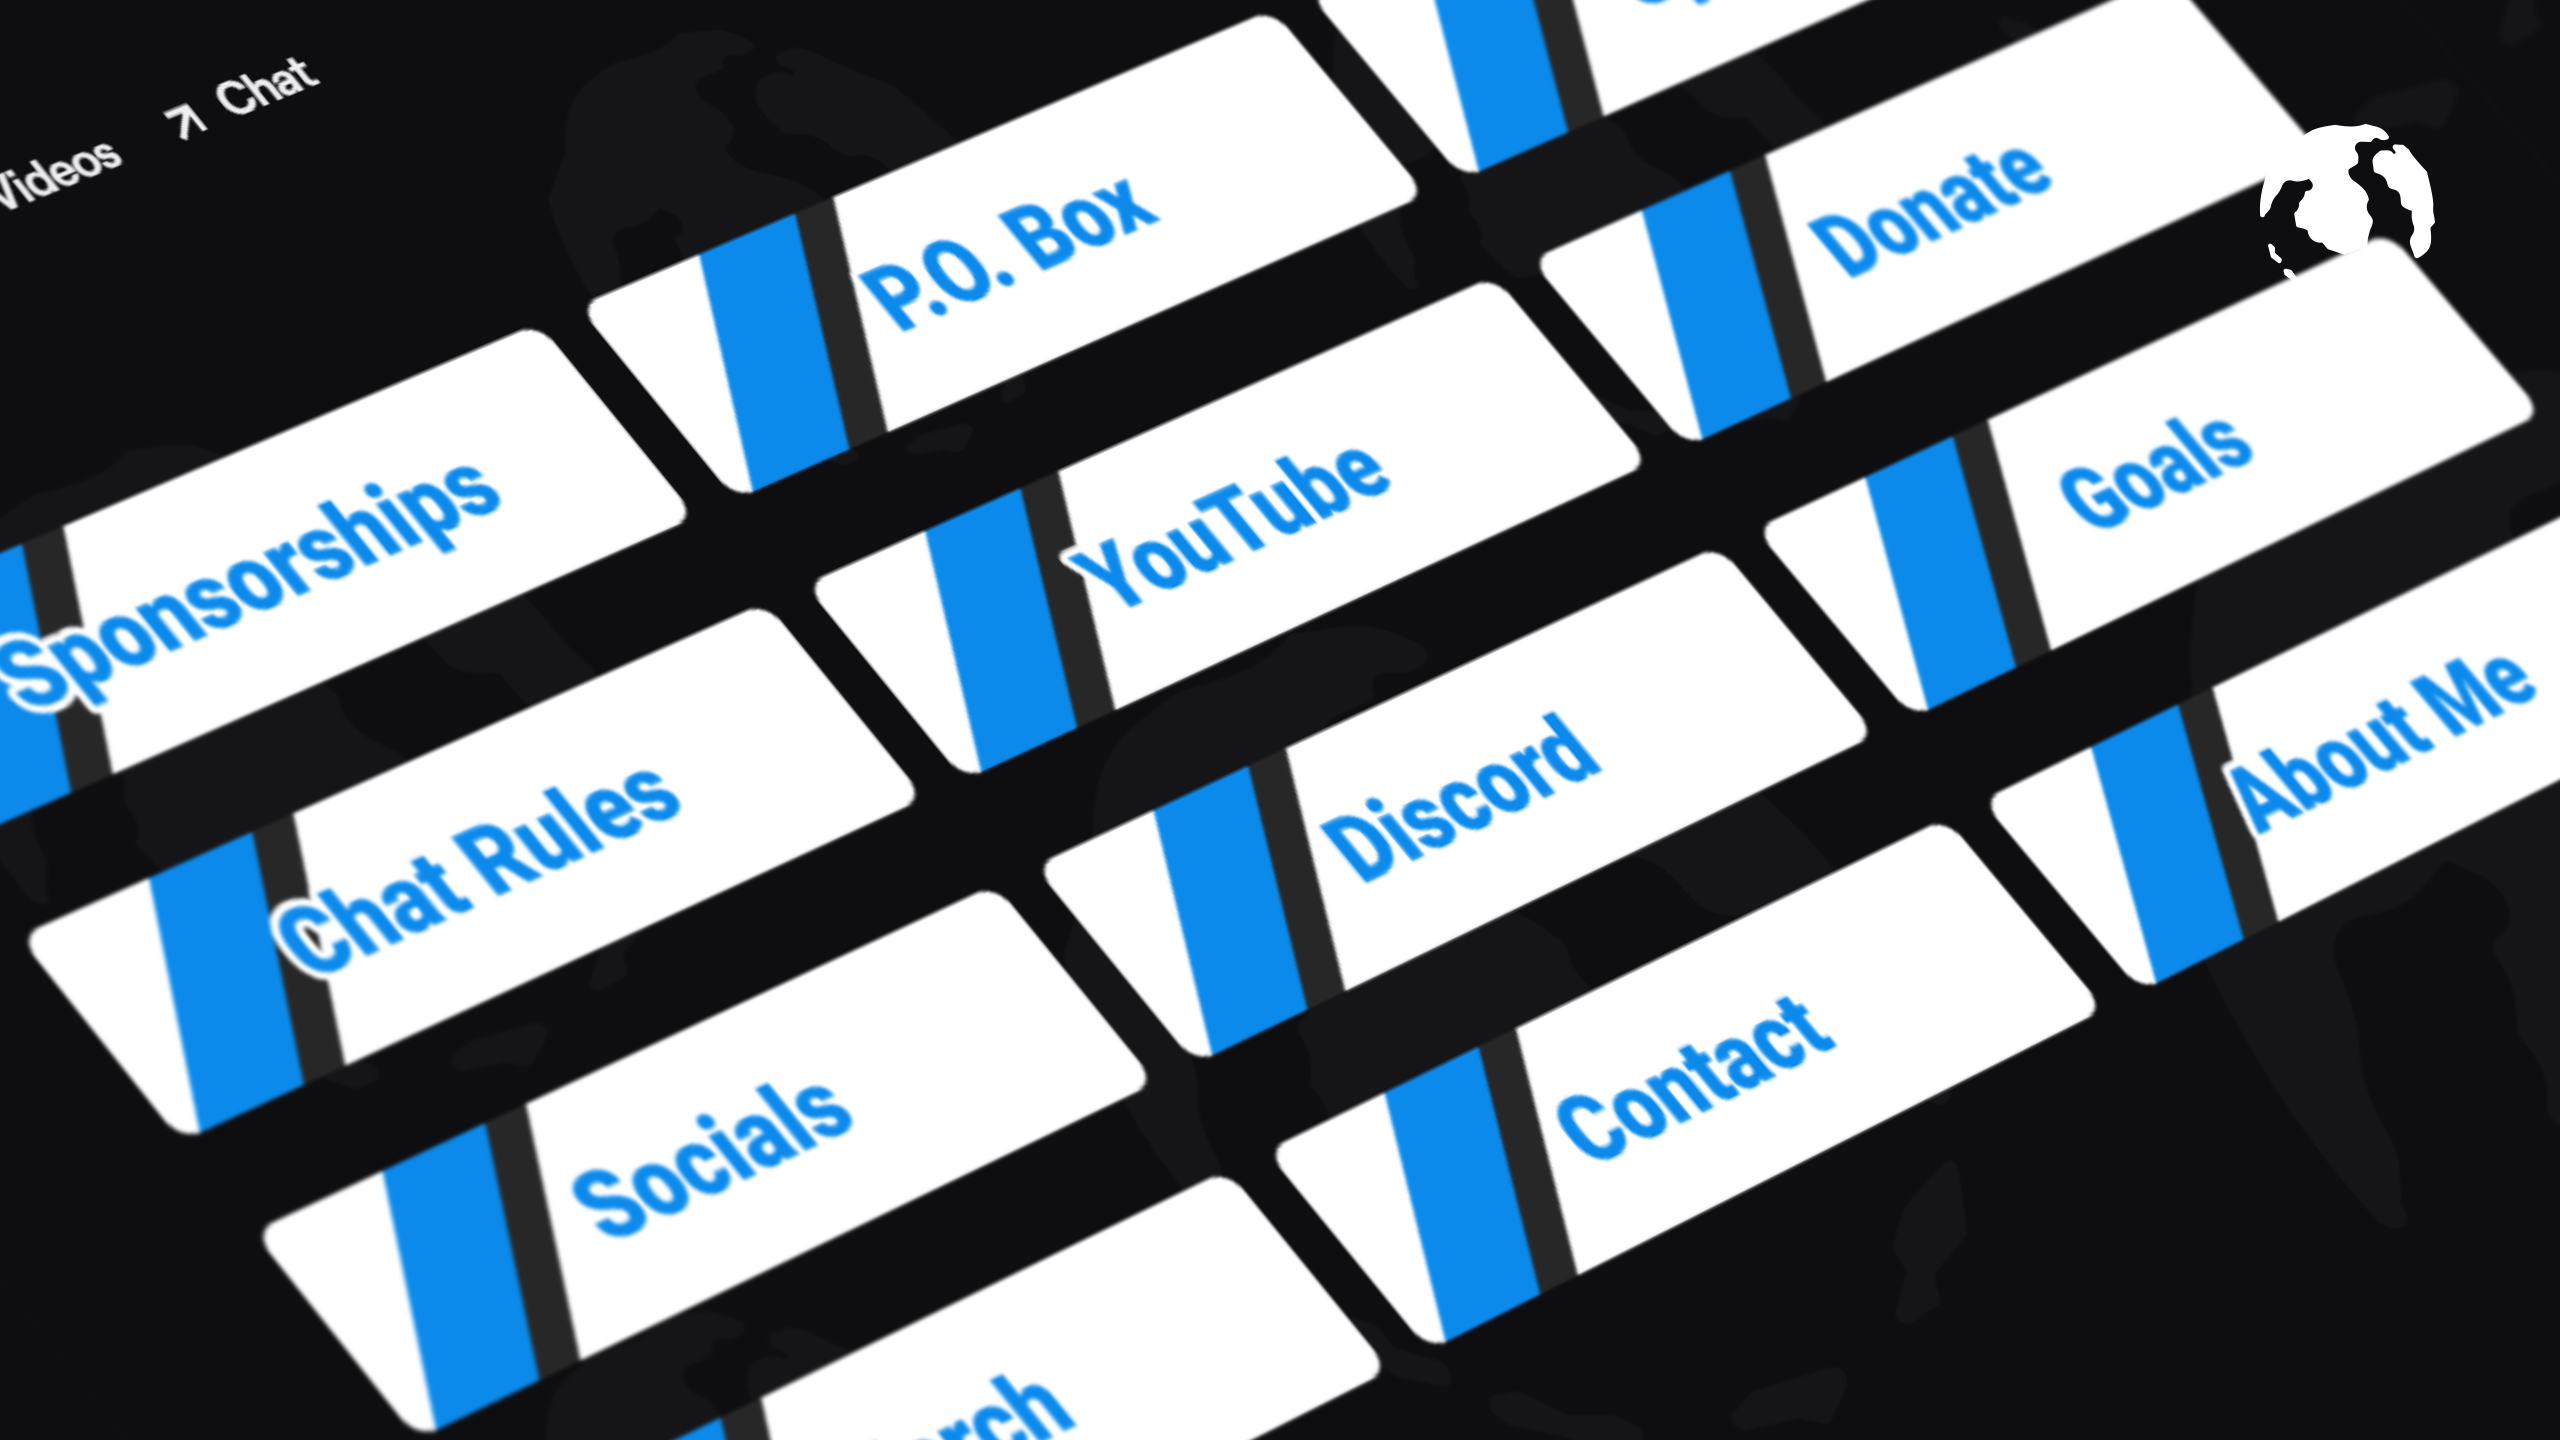 Videos
Chat
P.O. Box
Donate
Sponsorships
YouTube
Goals
Chat Rules
Discord
About Me
Socials
Contact